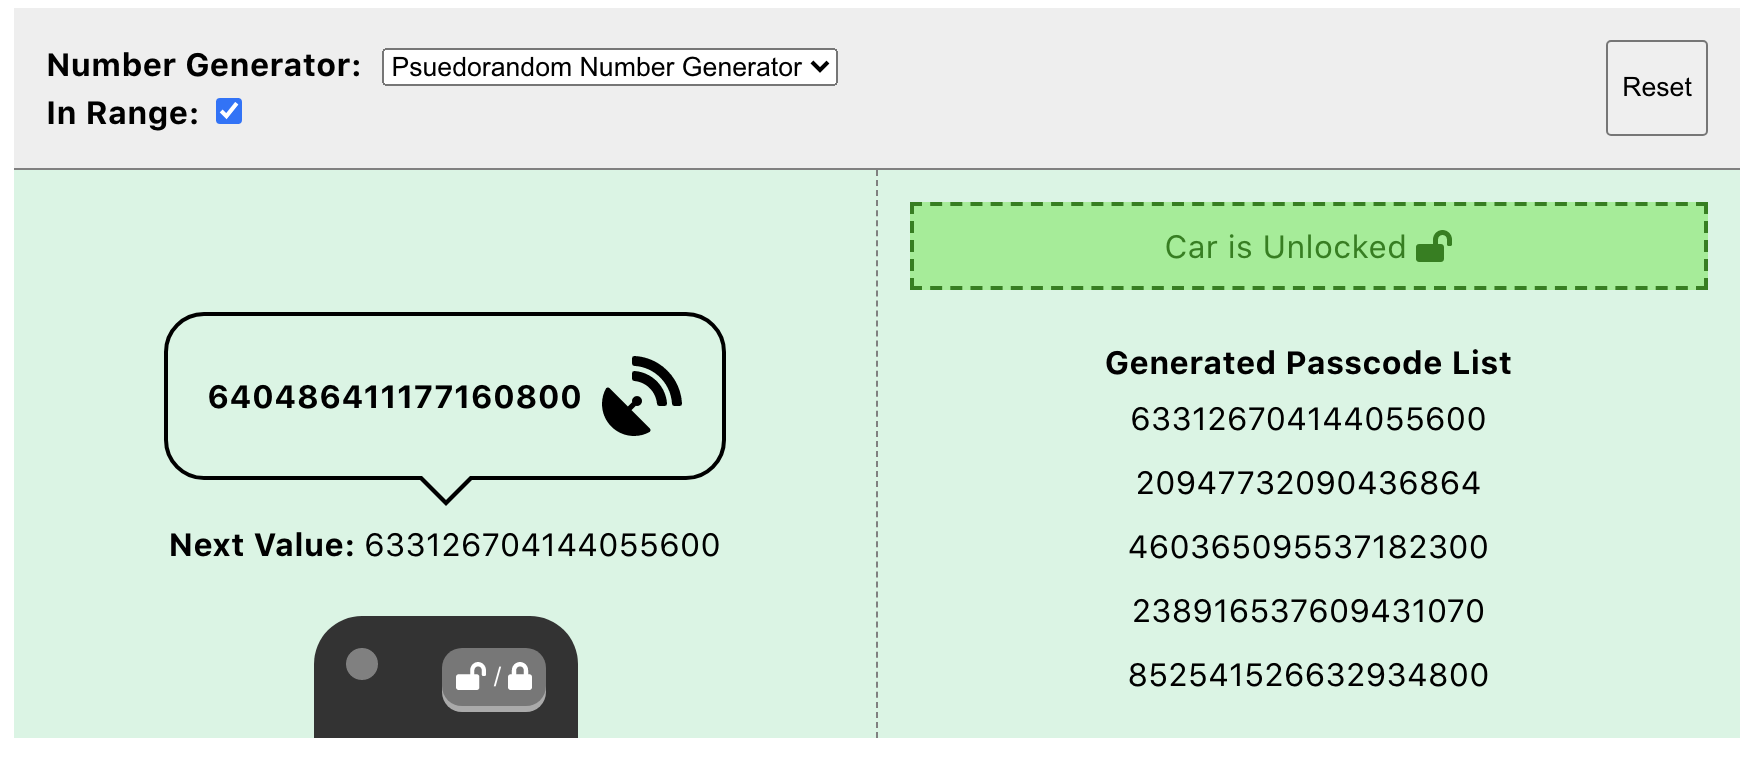 Number Generator: Psuedorandom Number Generator
In Range:
Reset
Car is Unlocked
640486411177160800
Next Value: 633126704144055600
/
Generated Passcode List
633126704144055600
20947732090436864
460365095537182300
238916537609431070
852541526632934800